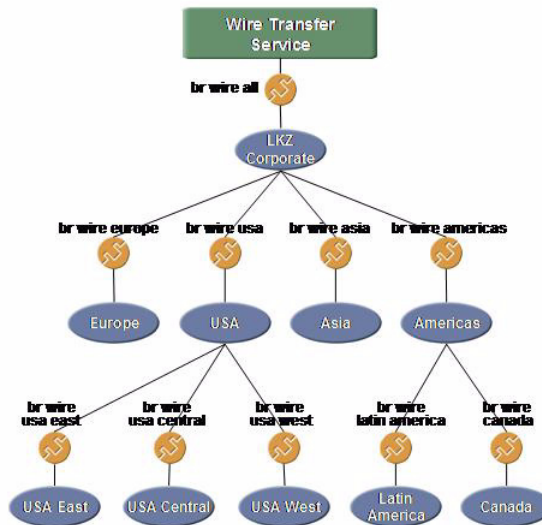 Wire Transfer
Service
br wire all
LKZ
Corporate
br wire europe
br wire usa
br wire asia
br wire americas
Europe
USA
Asia
Americas
br wire
usa east
br wire
usa central
br wire
usa west
br wire
latin america
br wire
canada
USA East
USA Central
USA West
Latin
America
Canada